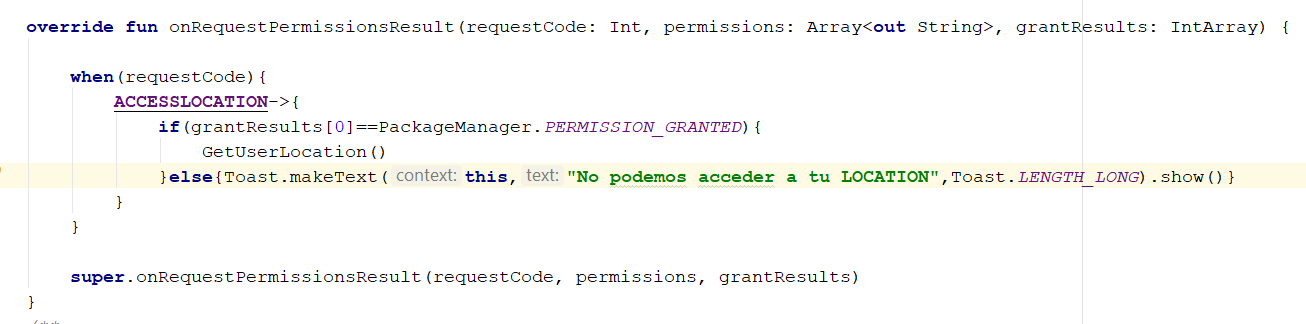 override fun onRequestPermissionsResult(requestCode: Int, permissions: Array<out String>, grantResults: IntArray) {
when(requestCode){
ACCESSLOCATION->{
if(grantResults[0]==PackageManager.PERMISSION_GRANTED){
GetUserLocation()
}else{Toast.makeText( context: this, text: "No podemos acceder a tu LOCATION",Toast.LENGTH_LONG).show()}
}
}
super.onRequestPermissionsResult(requestCode, permissions, grantResults)
}
/**